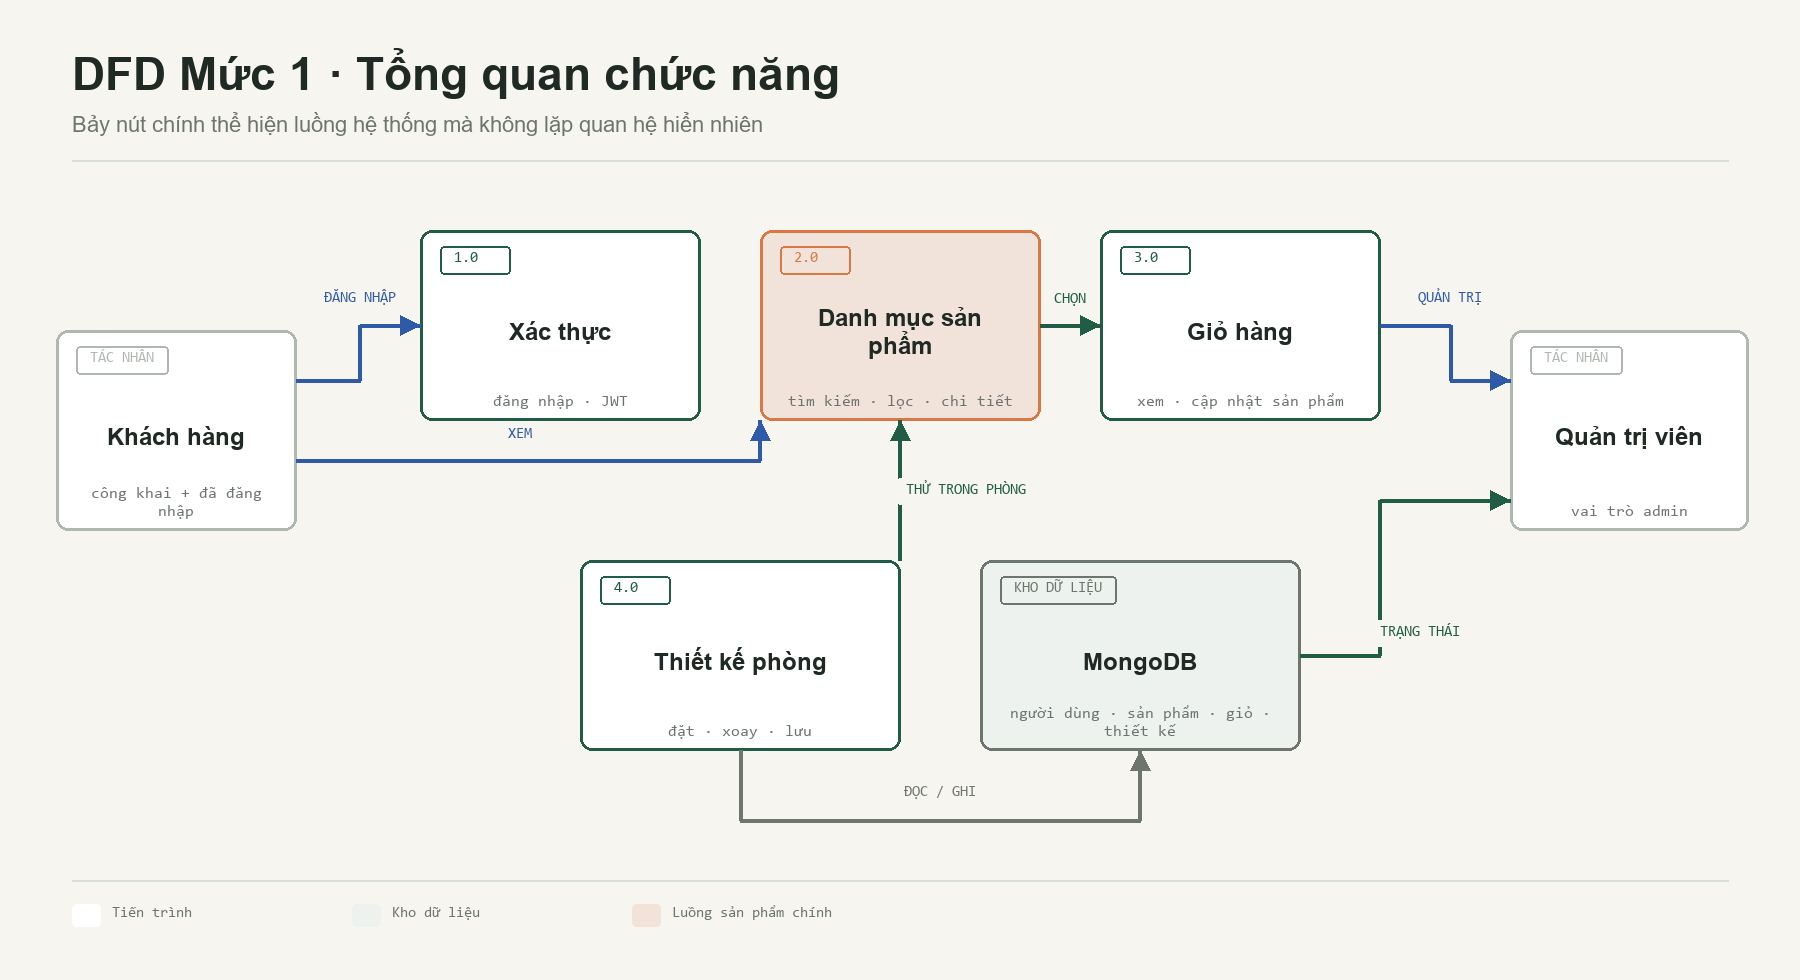 DFD Mức 1 · Tổng quan chức năng
Bảy nút chính thể hiện luồng hệ thống mà không lặp quan hệ hiển nhiên
TÁC NHÂN
Khách hàng
công khai + đã đăng
nhập
ĐĂNG NHẬP
XEM
1.0
Xác thực
đăng nhập · JWT
2.0
Danh mục sản
phẩm
tìm kiếm · lọc · chi tiết
CHỌN
3.0
Giỏ hàng
xem · cập nhật sản phẩm
QUẢN TRỊ
TÁC NHÂN
Quản trị viên
vai trò admin
THỬ TRONG PHÒNG
4.0
Thiết kế phòng
đặt · xoay · lưu
KHO DỮ LIỆU
MongoDB
người dùng · sản phẩm · giỏ ·
thiết kế
TRẠNG THÁI
ĐỌC / GHI
Tiến trình
Kho dữ liệu
Luồng sản phẩm chính